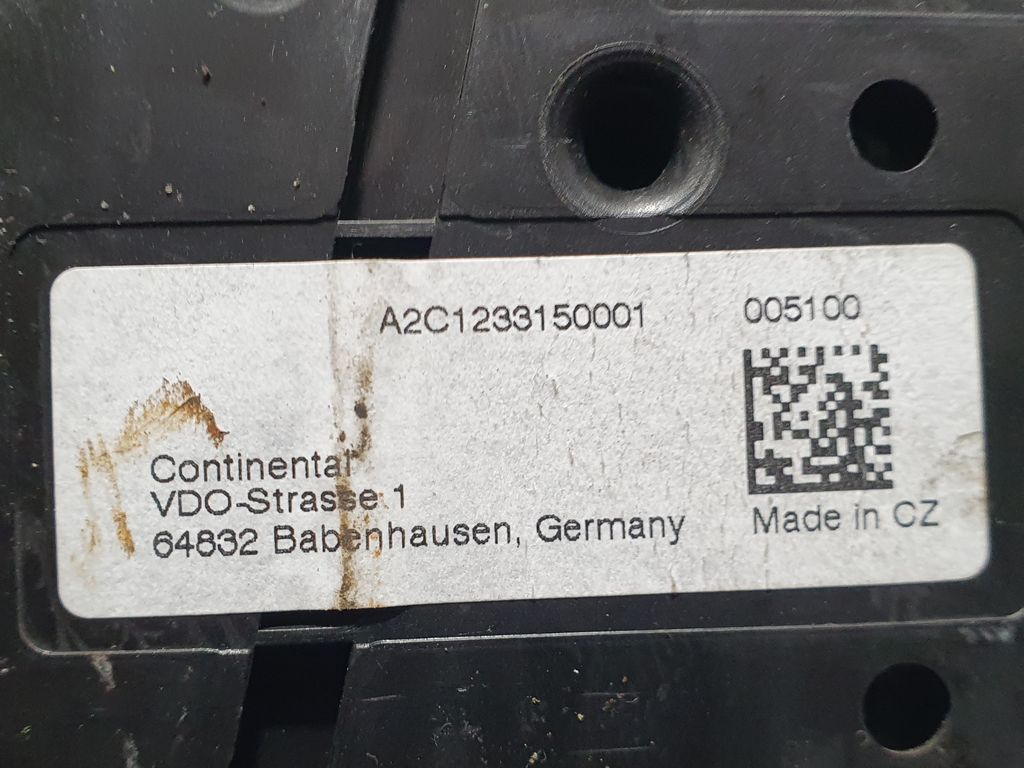 A2C1233150001
005100
Continental
VDO-Strasse 1
64832 Babenhausen, Germany
Made in CZ